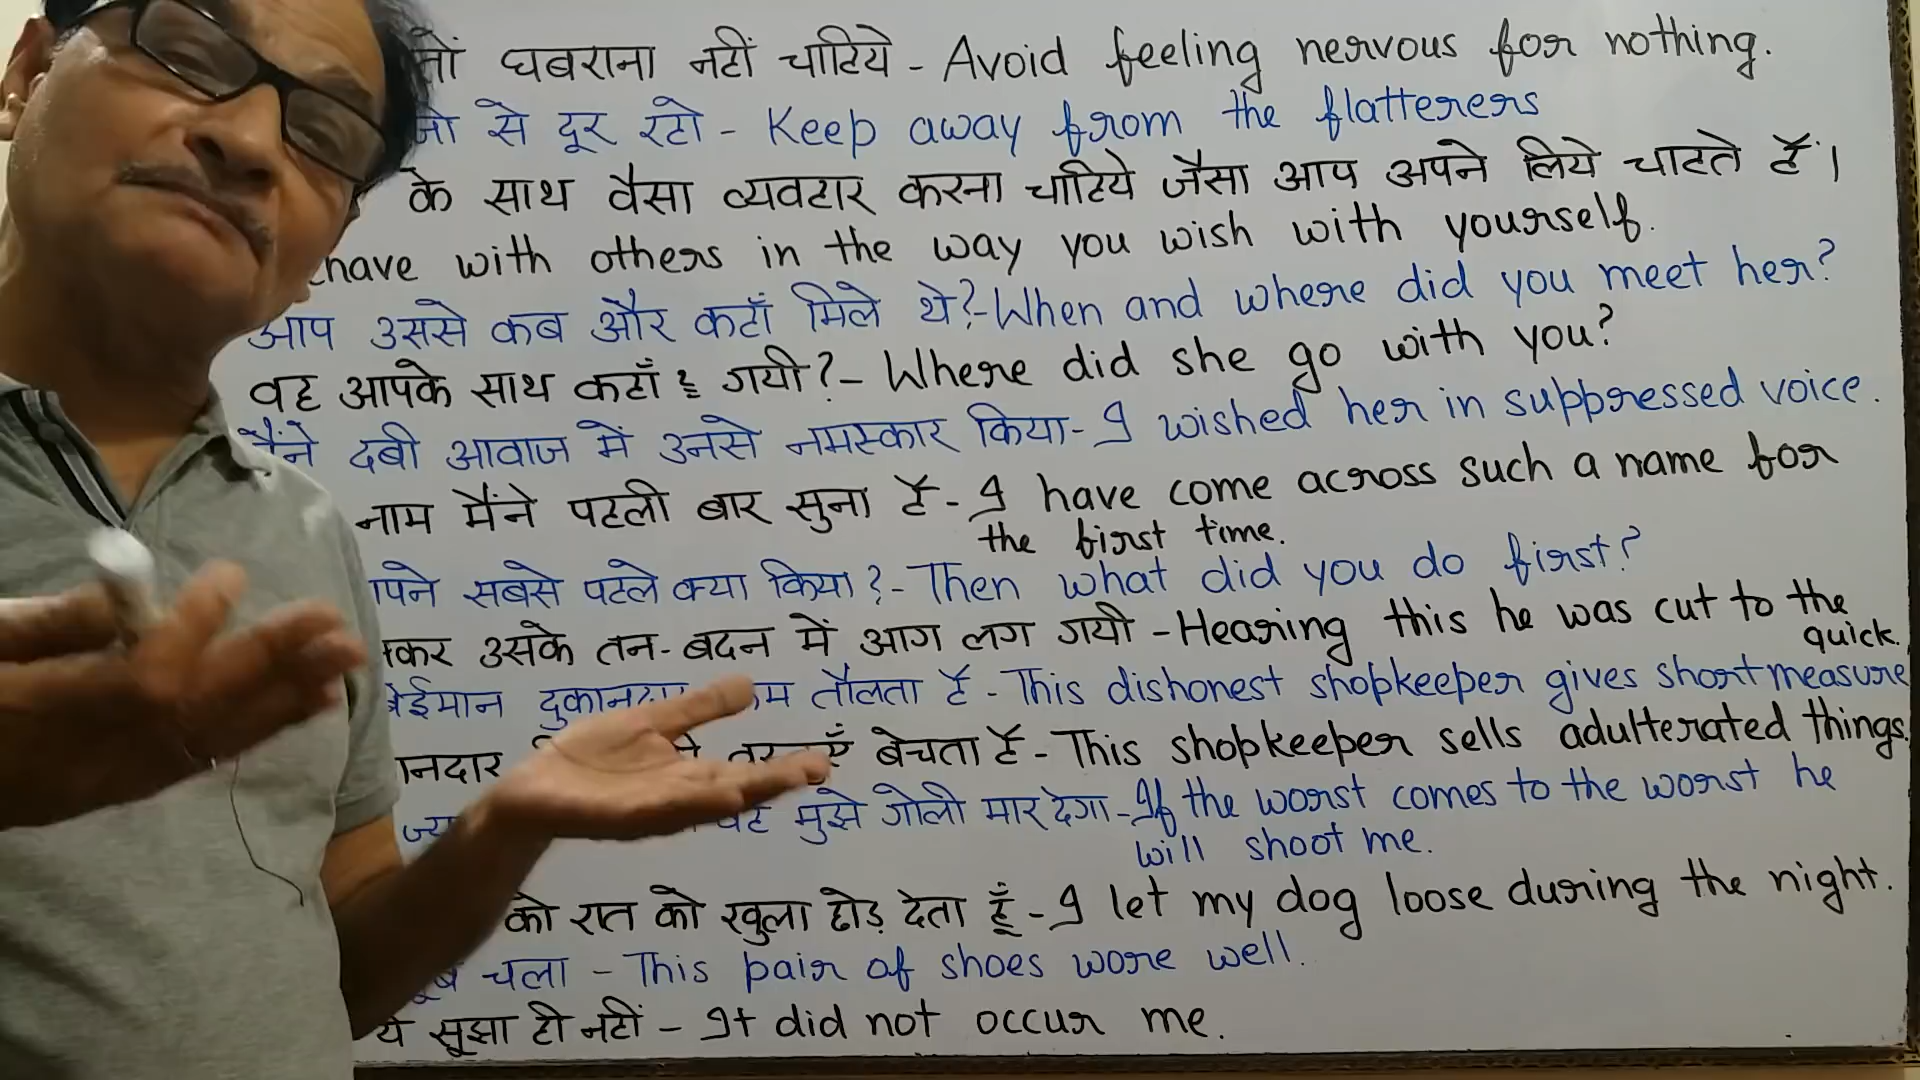 घबराना नहीं चाहिये - Avoid feeling nervous for nothing.
से दूर रहो - Keep away from the flatterers
के साथ वैसा व्यवहार करना चाहिये जैसा आप अपने लिये चाहते हैं।
with others in the way you wish with yourself.
आप उससे कब और कहाँ मिले थे? - When and where did you meet her?
वह आपके साथ कहाँ गयी? - Where did she go with you?
मैंने दबी आवाज में उनसे नमस्कार किया - I wished her in suppressed voice.
नाम मैंने पहली बार सुना है - I have come across such a name for
the first time.
सबसे पहले क्या किया? - Then what did you do first?
उसके तन-बदन में आग लग गयी - Hearing this he was cut to the
quick.
तौलता है - This dishonest shopkeeper gives short measure
बेचता है - This shopkeeper sells adulterated things.
वह मुझे गोली मार देगा - If the worst comes to the worst he
will shoot me.
को रात को खुला छोड़ देता हूँ - I let my dog loose during the night.
चला - This pair of shoes wore well.
ये सूझा ही नहीं - It did not occur me.